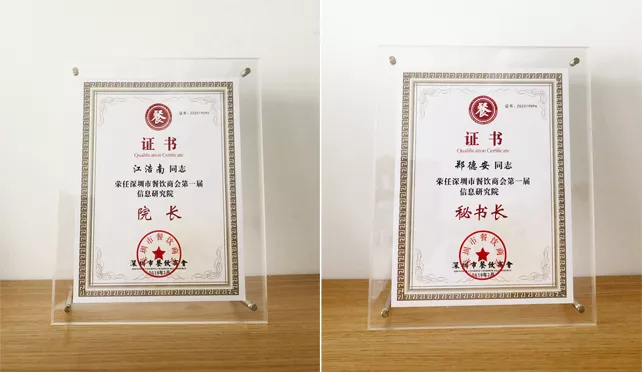 餐
证书
Qualification Certificate
江浩南 同志
荣任深圳市餐饮商会第一届
信息研究院
院 长
深圳市餐饮商會
餐
证书
Qualification Certificate
郑德安 同志
荣任深圳市餐饮商会第一届
信息研究院
秘书长
深圳市餐饮商會